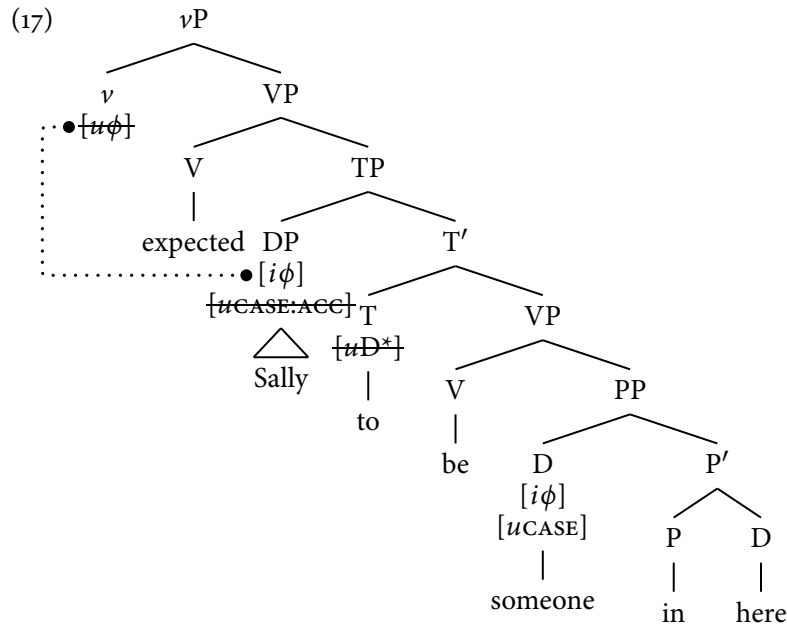 (17) vP
v VP
[uϕ]
V TP
expected DP T′
[iϕ]
[uCASE:ACC] T VP
[uD*]
Sally
to V PP
be D P′
[iϕ]
[uCASE] P D
someone in here